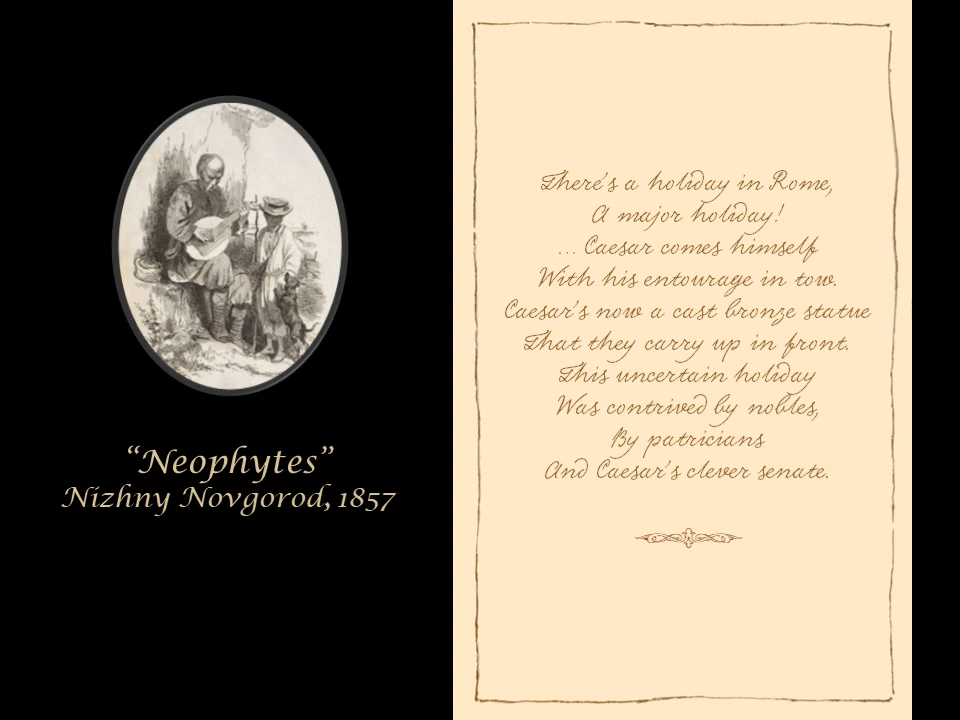 “Neophytes”
Nizhny Novgorod, 1857
There's a holiday in Rome,
A major holiday!
... Caesar comes himself
With his entourage in tow.
Caesar's now a cast bronze statue
That they carry up in front.
This uncertain holiday
Was contrived by nobles,
By patricians
And Caesar's clever senate.